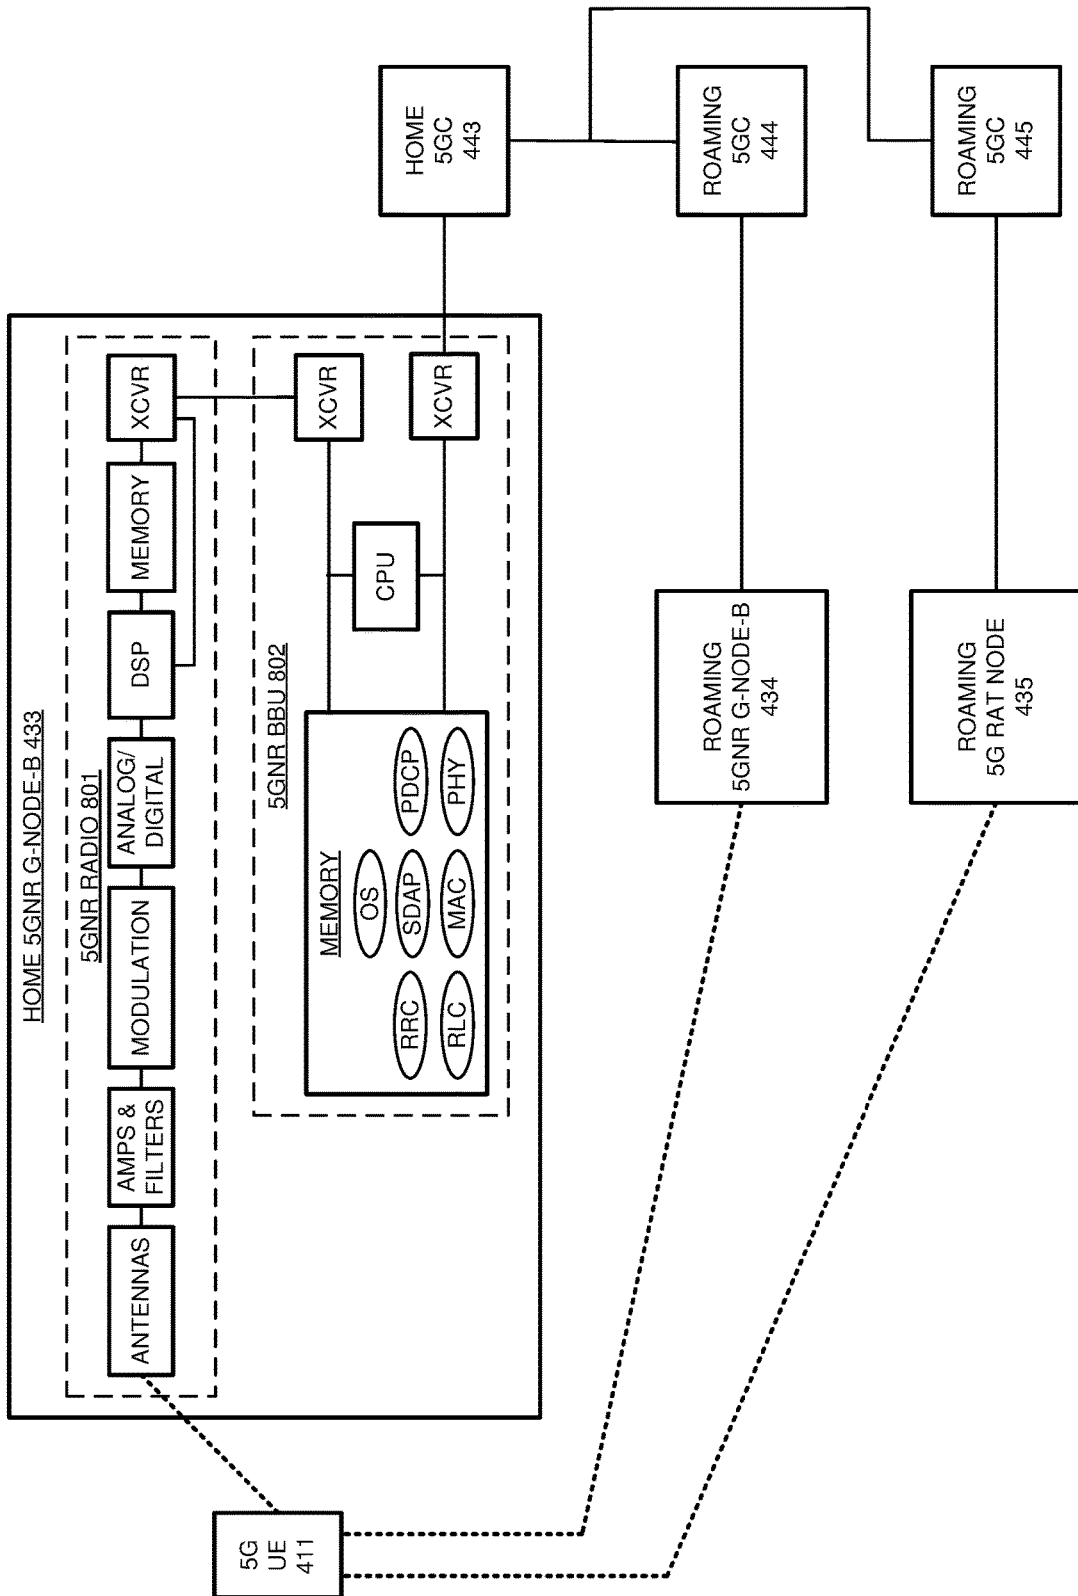 HOME 5GNR G-NODE-B 433
5GNR RADIO 801
ANTENNAS
AMPS &
FILTERS
MODULATION
ANALOG/
DIGITAL
DSP
MEMORY
XCVR
5GNR BBU 802
MEMORY
OS
RRC
SDAP
PDCP
RLC
MAC
PHY
CPU
XCVR
XCVR
5G
UE
411
HOME
5GC
443
ROAMING
5GNR G-NODE-B
434
ROAMING
5GC
444
ROAMING
5G RAT NODE
435
ROAMING
5GC
445